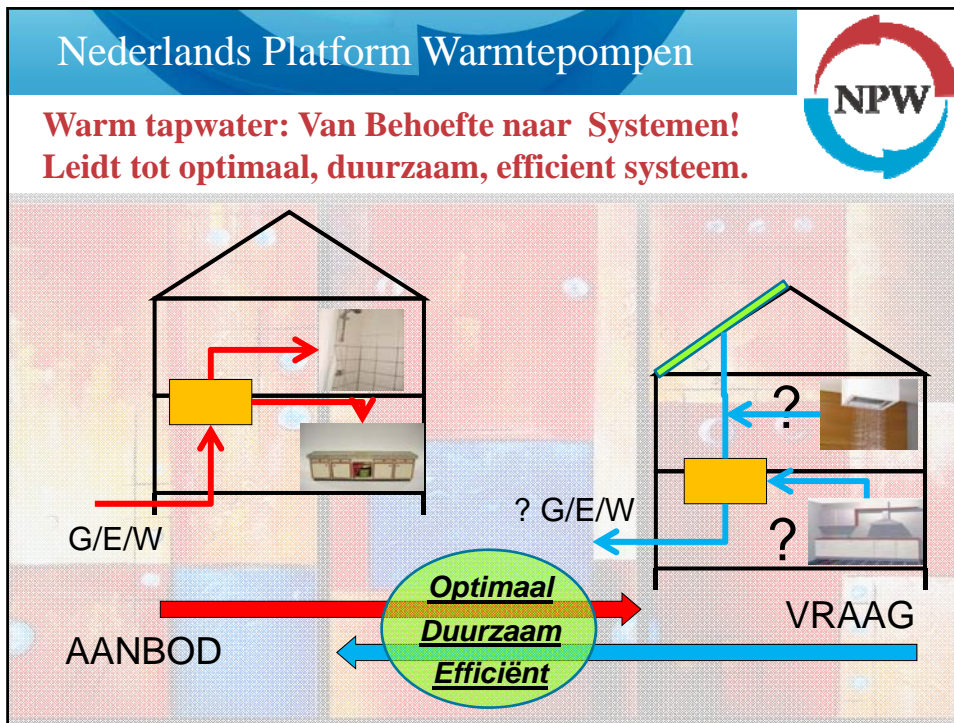 Nederlands Platform Warmtepompen
NPW
Warm tapwater: Van Behoefte naar Systemen!
Leidt tot optimaal, duurzaam, efficient systeem.
?
? G/E/W
?
G/E/W
Optimaal
Duurzaam
Efficiënt
VRAAG
AANBOD